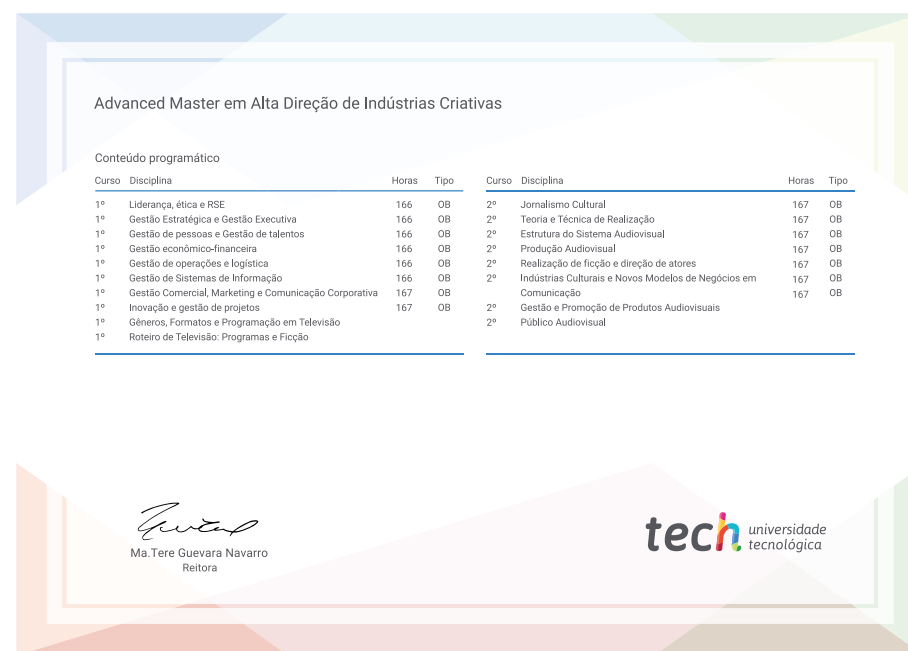 Advanced Master em Alta Direção de Indústrias Criativas
Conteúdo programático
Curso Disciplina Horas Tipo
1º Liderança, ética e RSE 166 OB
1º Gestão Estratégica e Gestão Executiva 166 OB
1º Gestão de pessoas e Gestão de talentos 166 OB
1º Gestão econômico-financeira 166 OB
1º Gestão de operações e logística 166 OB
1º Gestão de Sistemas de Informação 166 OB
1º Gestão Comercial, Marketing e Comunicação Corporativa 167 OB
1º Inovação e gestão de projetos 167 OB
1º Gêneros, Formatos e Programação em Televisão
1º Roteiro de Televisão: Programas e Ficção
Curso Disciplina Horas Tipo
2º Jornalismo Cultural 167 OB
2º Teoria e Técnica de Realização 167 OB
2º Estrutura do Sistema Audiovisual 167 OB
2º Produção Audiovisual 167 OB
2º Realização de ficção e direção de atores 167 OB
2º Indústrias Culturais e Novos Modelos de Negócios em 167 OB
Comunicação 167 OB
2º Gestão e Promoção de Produtos Audiovisuais
2º Público Audiovisual
Ma.Tere Guevara Navarro
Reitora
tech universidade
tecnológica